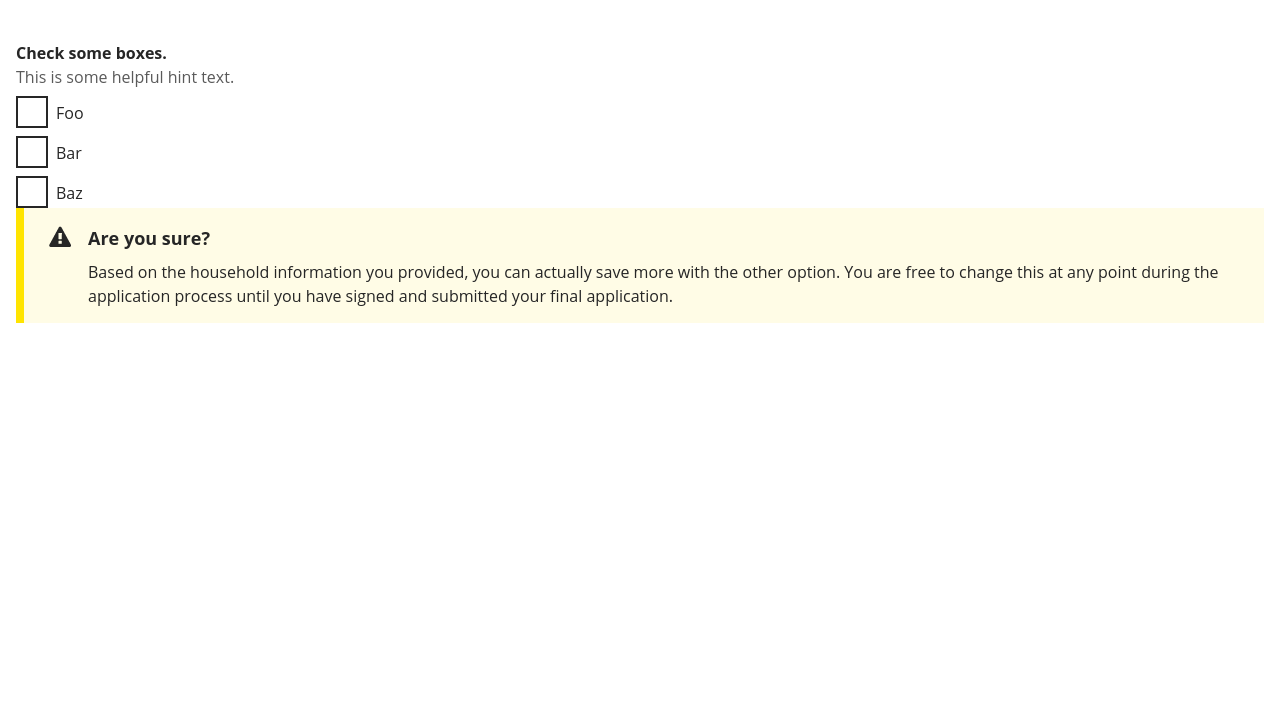 Check some boxes.
This is some helpful hint text.
Foo
Bar
Baz
Are you sure?
Based on the household information you provided, you can actually save more with the other option. You are free to change this at any point during the
application process until you have signed and submitted your final application.